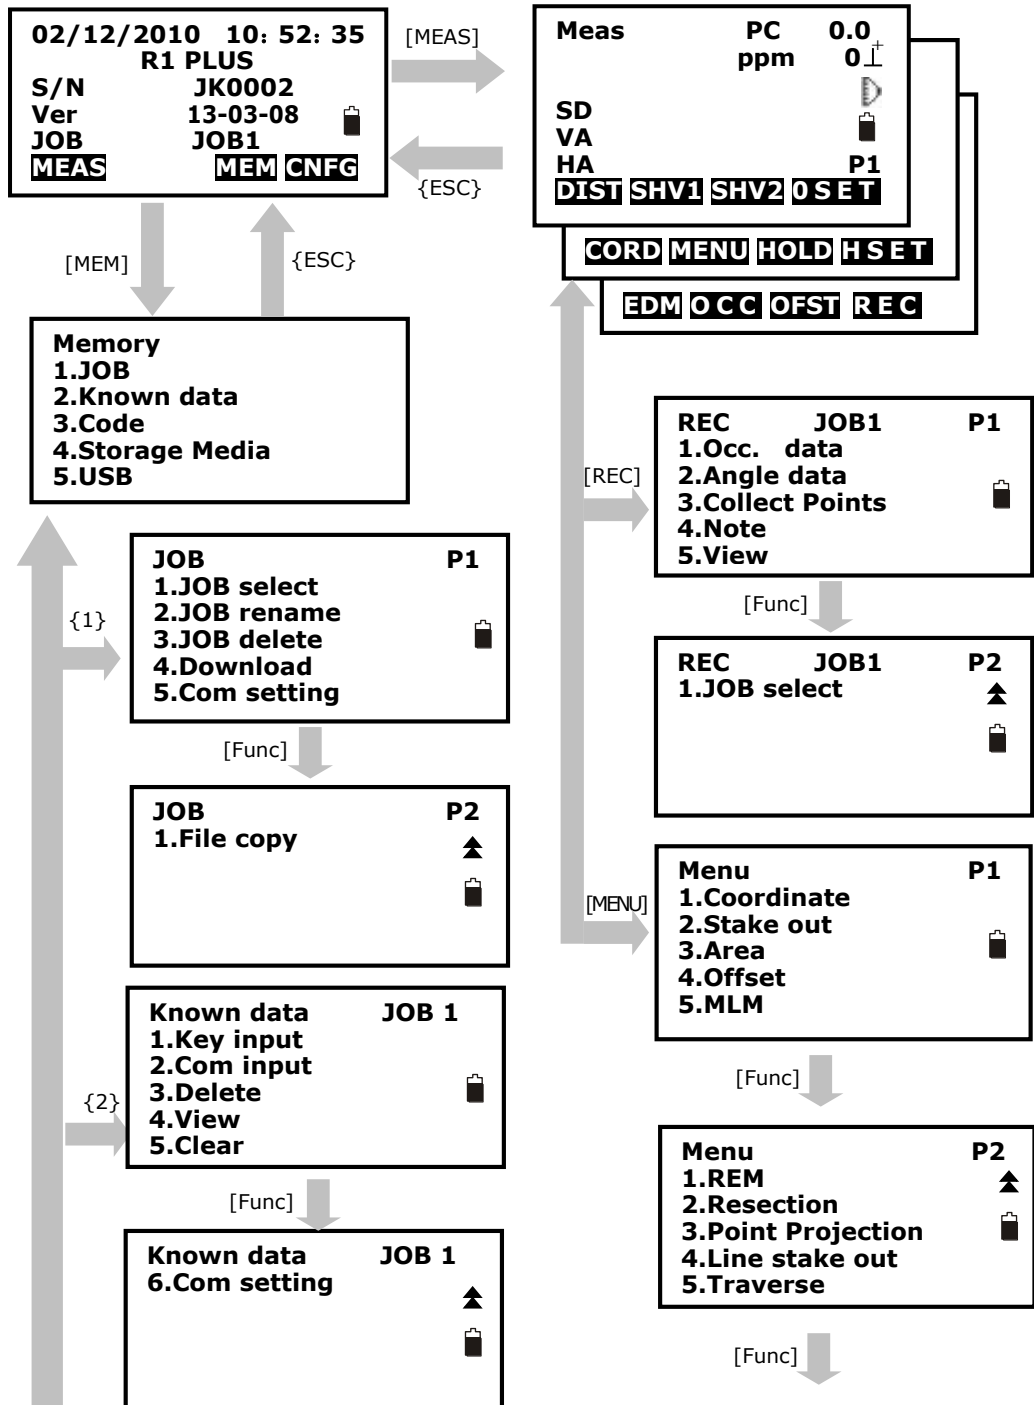 02/12/2010 10: 52: 35
R1 PLUS
S/N JK0002
Ver 13-03-08
JOB JOB1
MEAS MEM CNFG
[MEAS]
{ESC}
Meas PC 0.0
ppm 0
SD
VA
HA P1
DIST SHV1 SHV2 0 S E T
CORD MENU HOLD H S E T
EDM O C C OFST R E C
[MEM]
{ESC}
Memory
1.JOB
2.Known data
3.Code
4.Storage Media
5.USB
{1}
JOB P1
1.JOB select
2.JOB rename
3.JOB delete
4.Download
5.Com setting
[Func]
JOB P2
1.File copy
{2}
Known data JOB 1
1.Key input
2.Com input
3.Delete
4.View
5.Clear
[Func]
Known data JOB 1
6.Com setting
[REC]
REC JOB1 P1
1.Occ. data
2.Angle data
3.Collect Points
4.Note
5.View
[Func]
REC JOB1 P2
1.JOB select
[MENU]
Menu P1
1.Coordinate
2.Stake out
3.Area
4.Offset
5.MLM
[Func]
Menu P2
1.REM
2.Resection
3.Point Projection
4.Line stake out
5.Traverse
[Func]